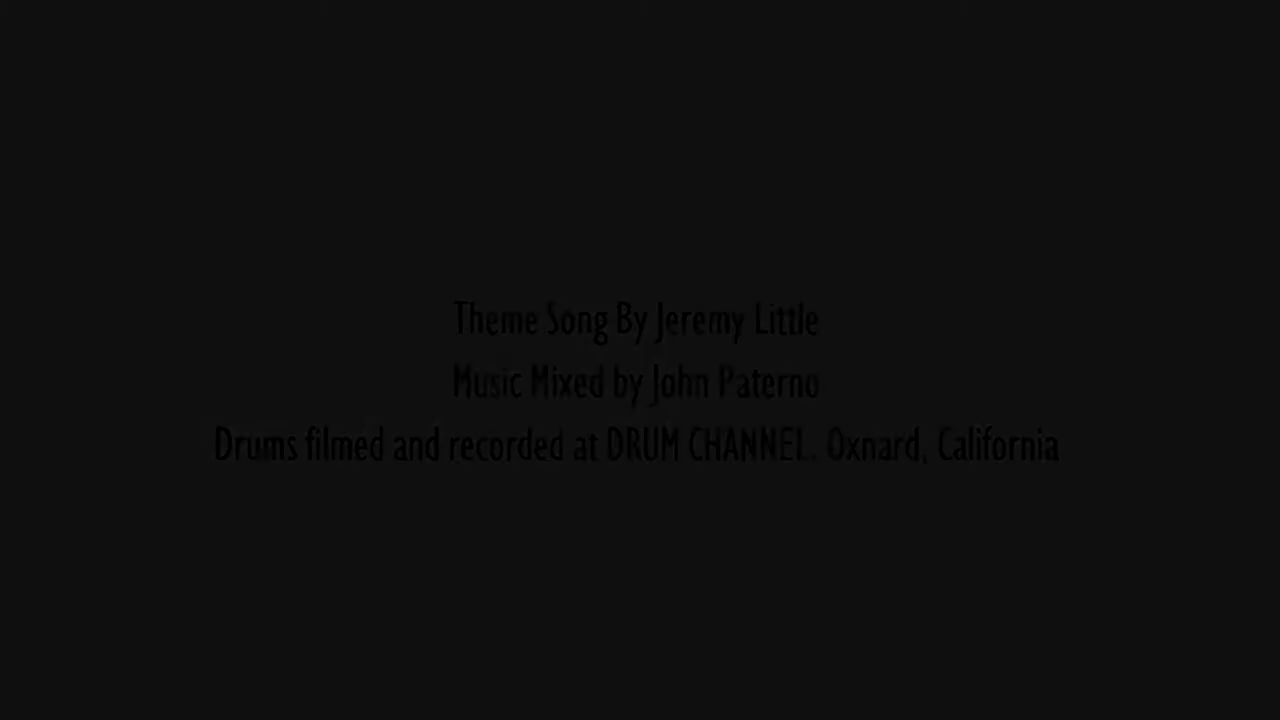 Theme Song By Jeremy Little
Music Mixed by John Paterno
Drums filmed and recorded at DRUM CHANNEL. Oxnard, California